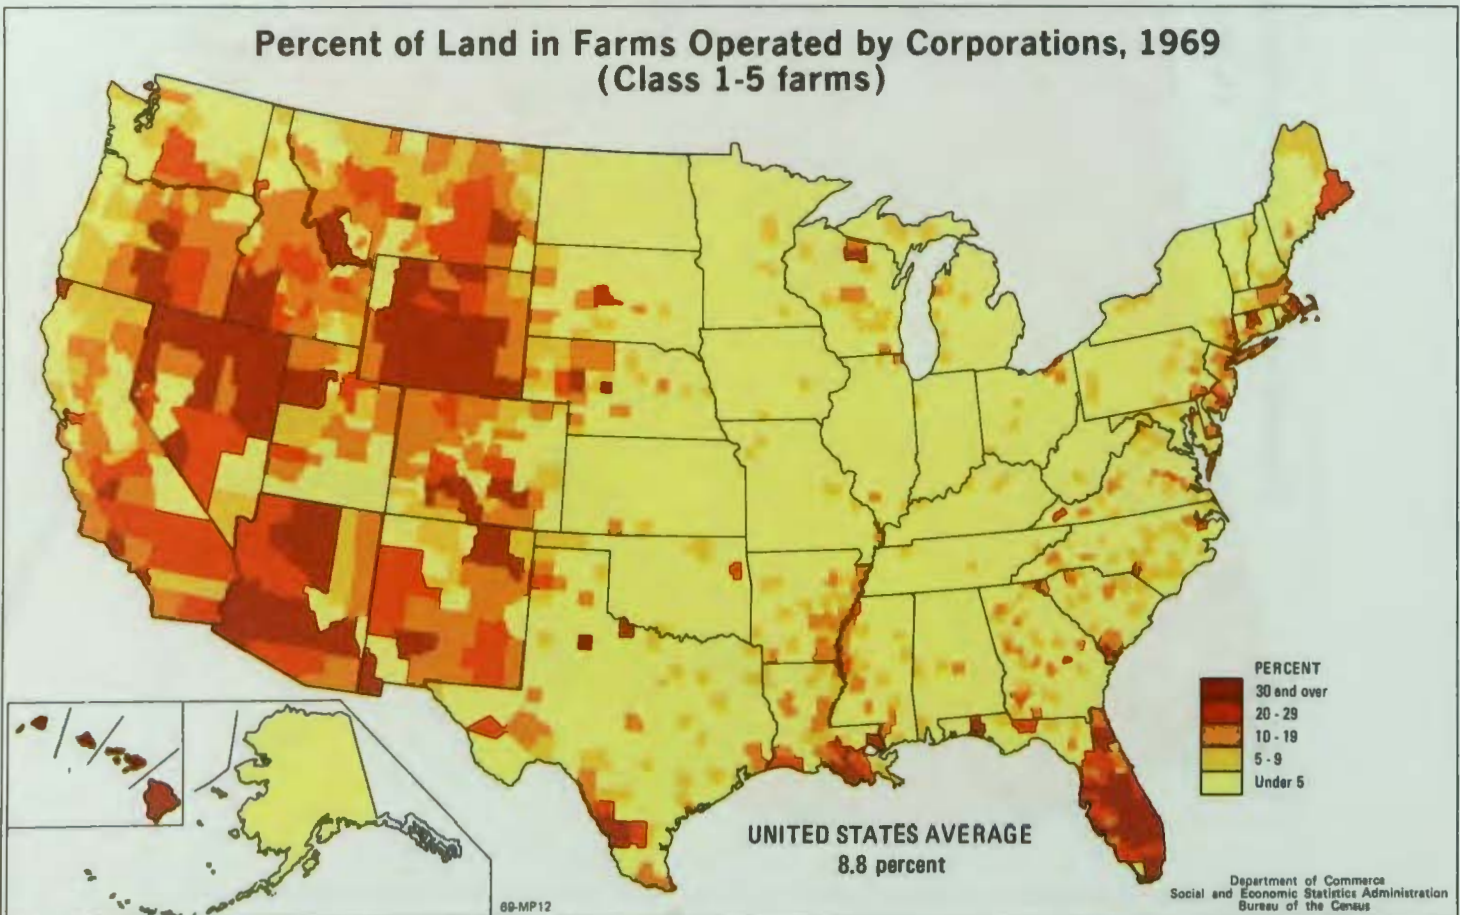 Percent of Land in Farms Operated by Corporations, 1969
(Class 1-5 farms)
PERCENT
30 and over
20 - 29
10 - 19
5 - 9
Under 5
UNITED STATES AVERAGE
8.8 percent
Department of Commerce
Social and Economic Statistics Administration
Bureau of the Census
69-MP12